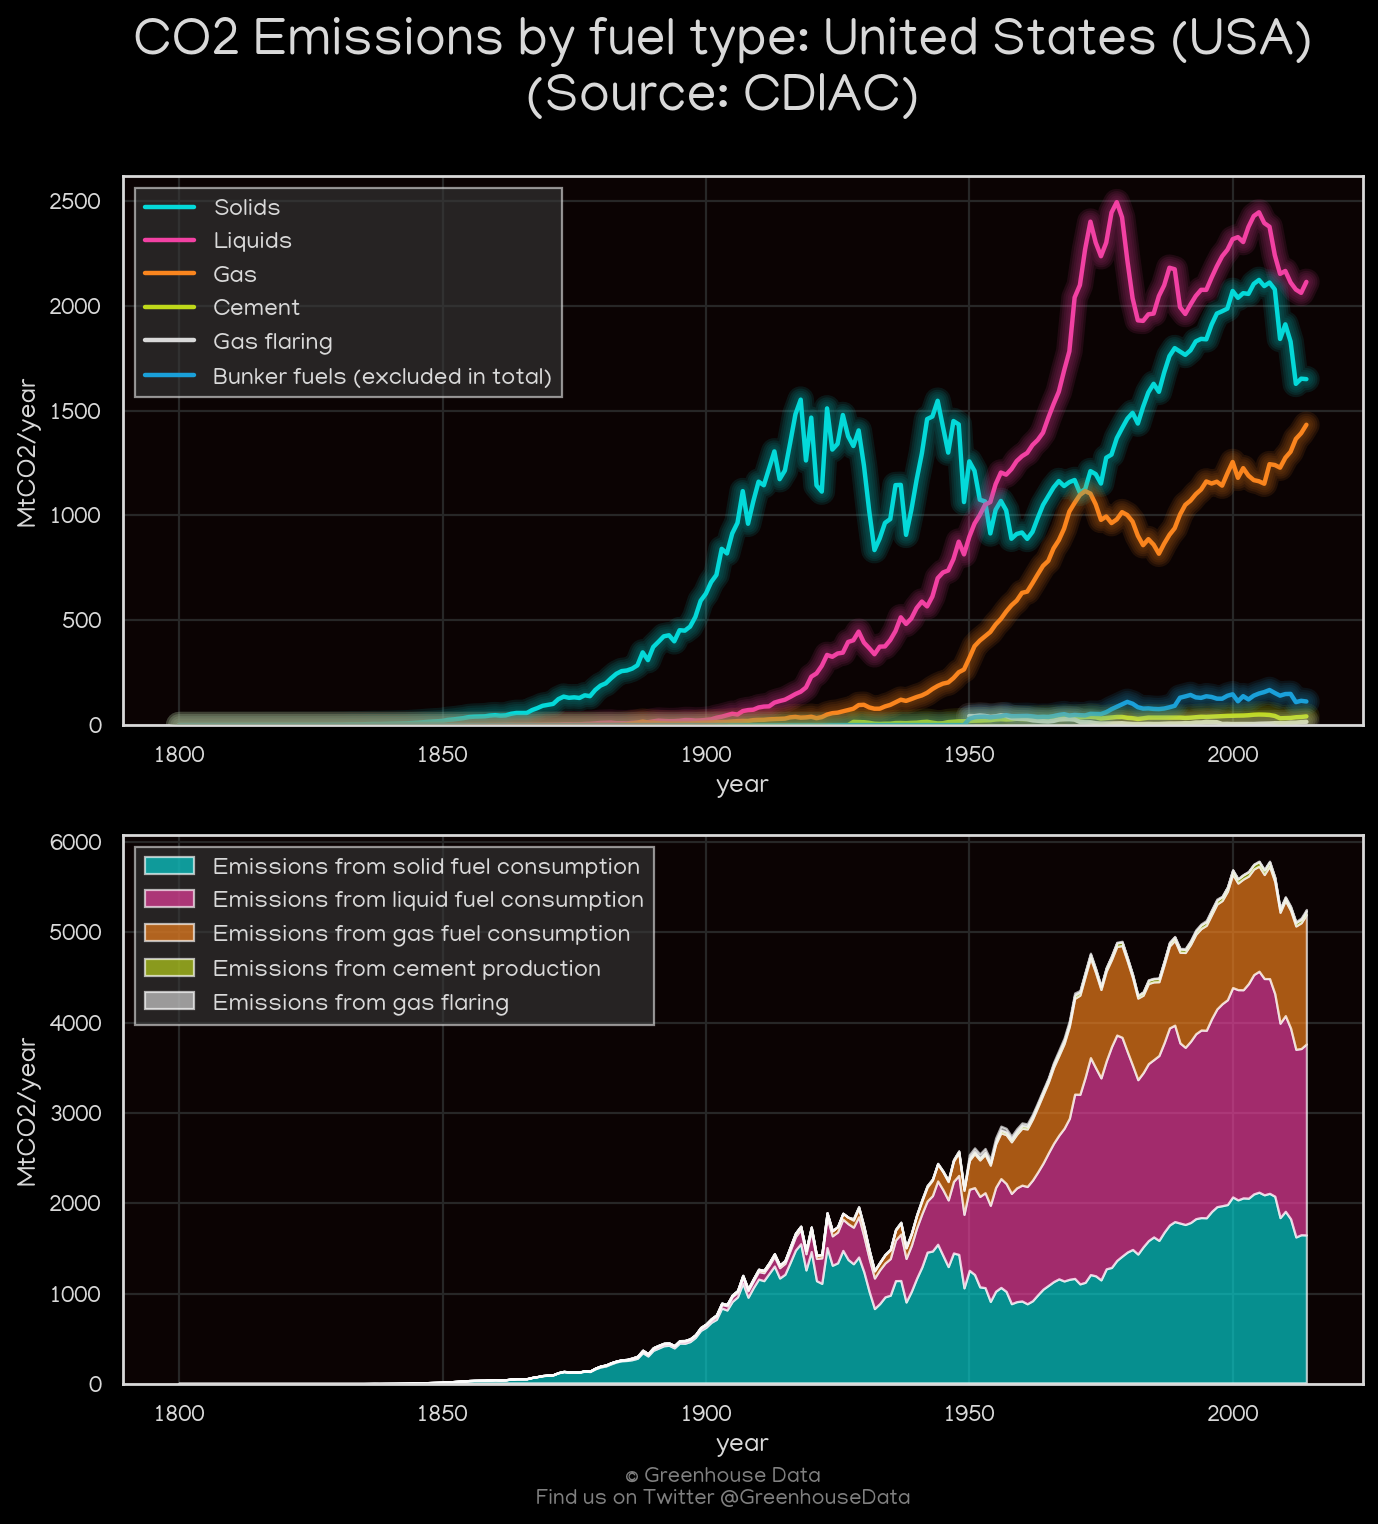 CO2 Emissions by fuel type: United States (USA)
(Source: CDIAC)
2500
2000
1500
1000
500
0
MtCO2/year
Solids
Liquids
Gas
Cement
Gas flaring
Bunker fuels (excluded in total)
1800 1850 1900 1950 2000
year
6000
5000
4000
3000
2000
1000
0
MtCO2/year
Emissions from solid fuel consumption
Emissions from liquid fuel consumption
Emissions from gas fuel consumption
Emissions from cement production
Emissions from gas flaring
1800 1850 1900 1950 2000
year
© Greenhouse Data
Find us on Twitter @GreenhouseData